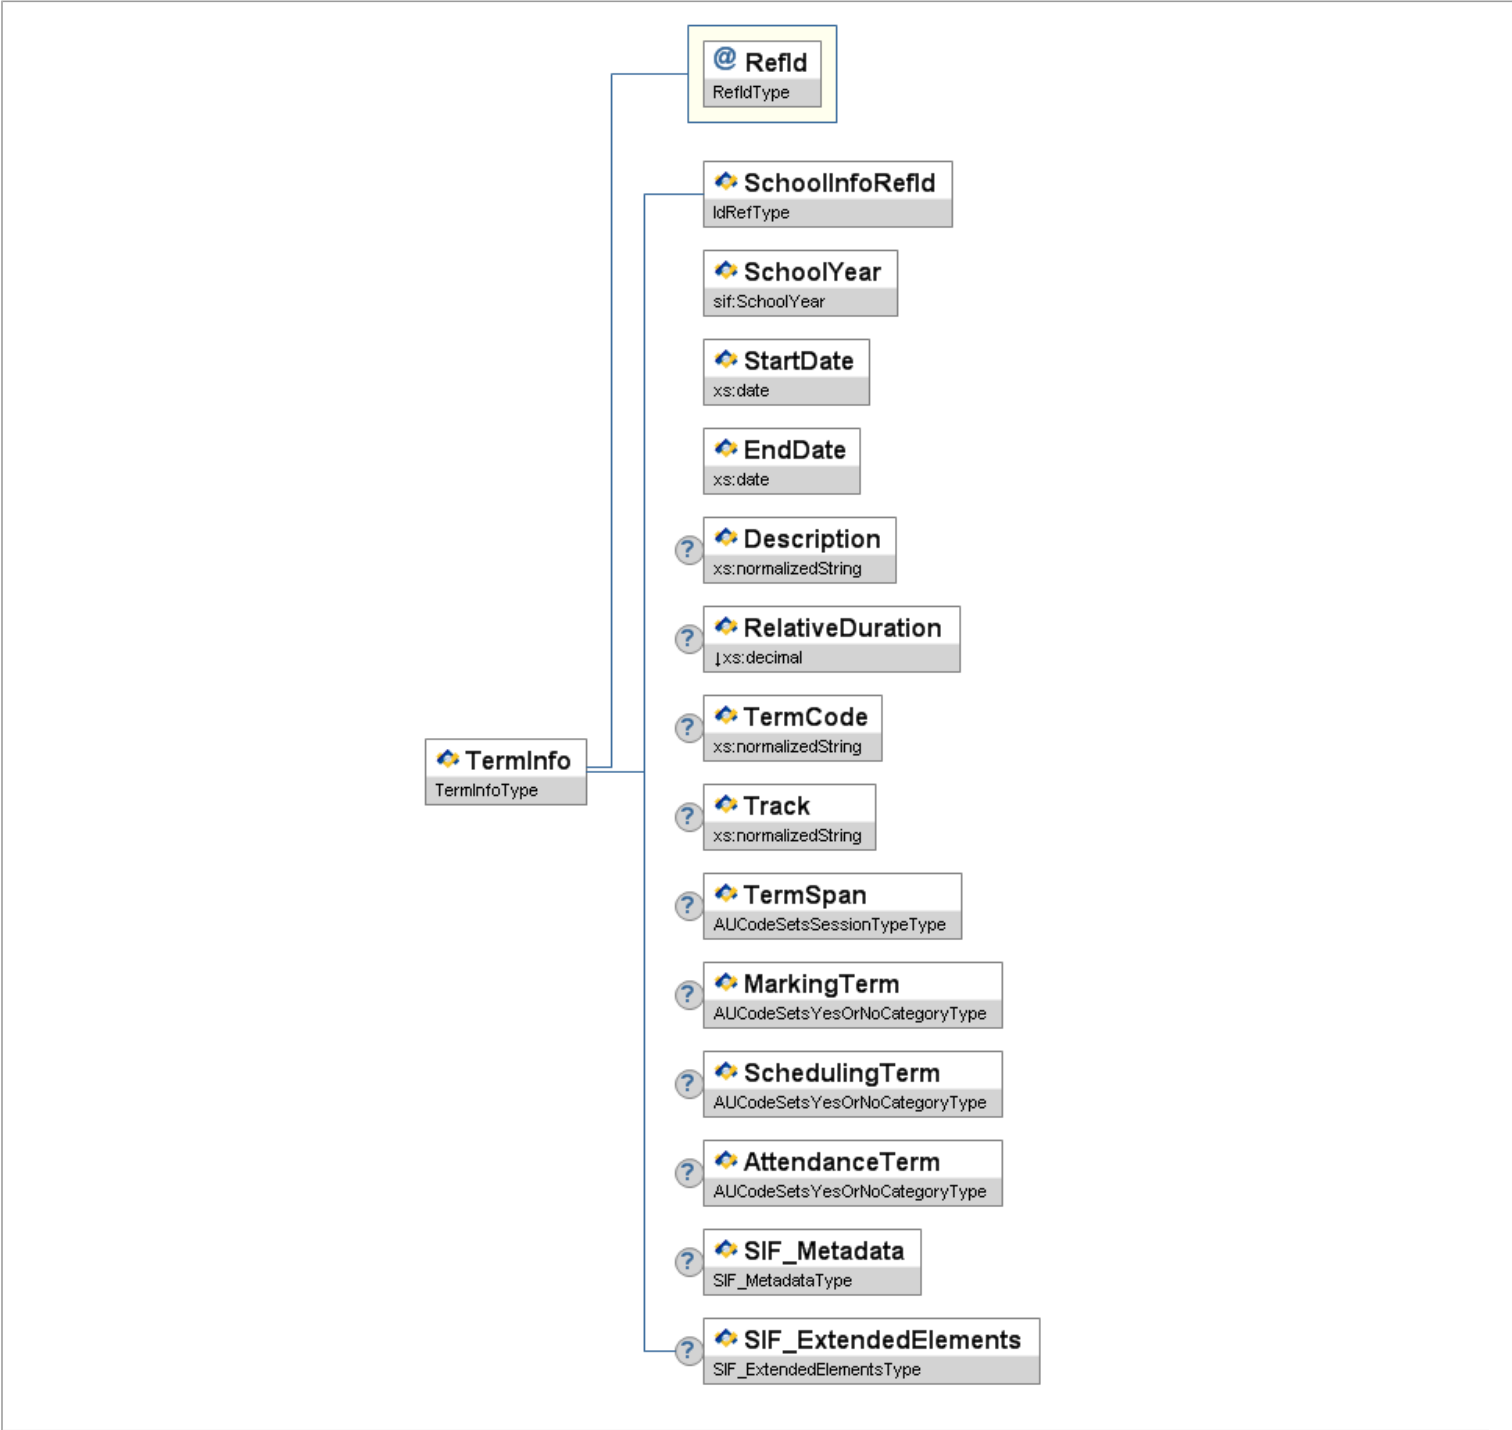 @ RefId
RefIdType
SchoolInfoRefId
IdRefType
SchoolYear
sif:SchoolYear
StartDate
xs:date
EndDate
xs:date
? Description
xs:normalizedString
? RelativeDuration
↓xs:decimal
? TermCode
xs:normalizedString
TermInfo
TermInfoType
? Track
xs:normalizedString
? TermSpan
AUCodeSetsSessionTypeType
? MarkingTerm
AUCodeSetsYesOrNoCategoryType
? SchedulingTerm
AUCodeSetsYesOrNoCategoryType
? AttendanceTerm
AUCodeSetsYesOrNoCategoryType
? SIF_Metadata
SIF_MetadataType
? SIF_ExtendedElements
SIF_ExtendedElementsType